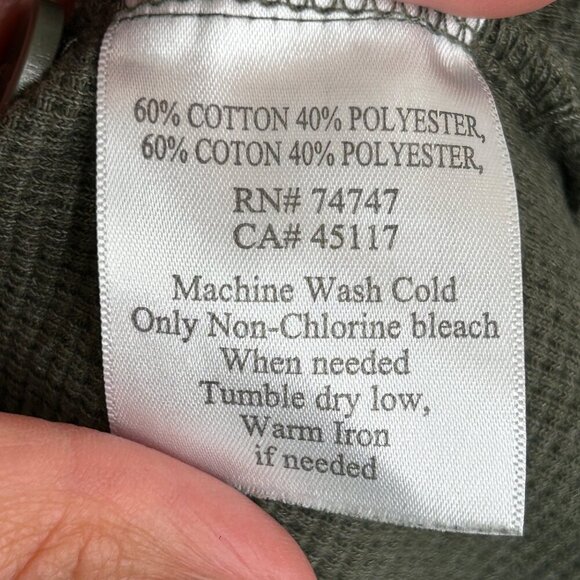 60% COTTON 40% POLYESTER,
60% COTON 40% POLYESTER,
RN# 74747
CA# 45117
Machine Wash Cold
Only Non-Chlorine bleach
When needed
Tumble dry low,
Warm Iron
if needed